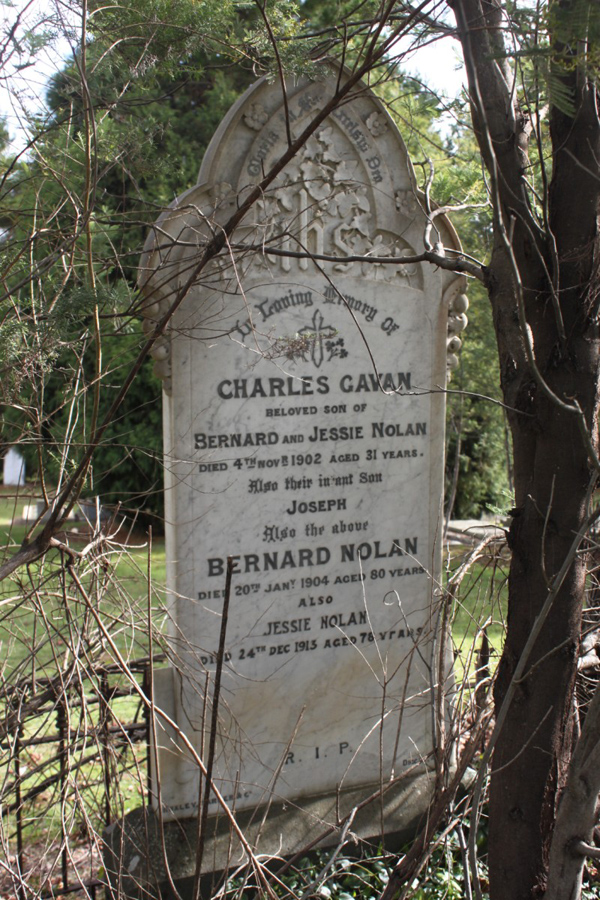 ihs
In Loving Memory Of
CHARLES GAVAN
BELOVED SON OF
BERNARD AND JESSIE NOLAN
DIED 4TH NOVR 1902 AGED 31 YEARS.
Also their infant Son
JOSEPH
Also the above
BERNARD NOLAN
DIED 20TH JANY 1904 AGED 80 YEARS
ALSO
JESSIE NOLAN
DIED 24TH DEC 1913 AGED 78 YEARS.
R. I. P.